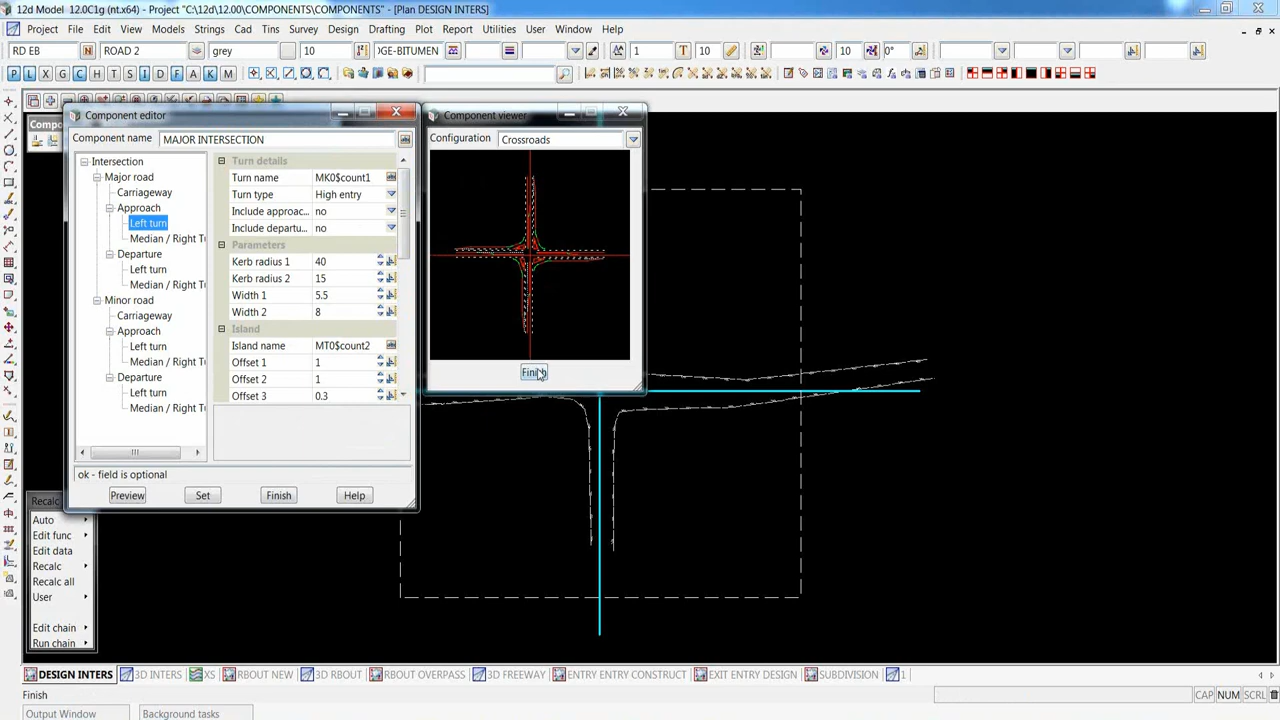 12d Model 12.0C1g (nt.x64) - Project "C:\12d\12.00\COMPONENTS\COMPONENTS" - [Plan DESIGN INTERS]
Project File Edit View Models Strings Cad Tins Survey Design Drafting Plot Report Utilities User Window Help
RD EB N ROAD 2 grey 10 )GE-BITUMEN 1 T 10 10 0°
P L X G C H T S I D F A K M
Component editor
Component viewer
Compo
Component name MAJOR INTERSECTION
Configuration Crossroads
Intersection
Major road
Carriageway
Approach
Left turn
Median / Right Tu
Departure
Left turn
Median / Right Tu
Minor road
Carriageway
Approach
Left turn
Median / Right Tu
Departure
Left turn
Median / Right Tu
Turn details
Turn name MK0$count1
Turn type High entry
Include approac... no
Include departu... no
Parameters
Kerb radius 1 40
Kerb radius 2 15
Width 1 5.5
Width 2 8
Island
Island name MT0$count2
Offset 1 1
Offset 2 1
Offset 3 0.3
Finish
ok - field is optional
Preview Set Finish Help
Recalc
Auto
Edit func
Edit data
Recalc
Recalc all
User
Edit chain
Run chain
DESIGN INTERS 3D INTERS XS RBOUT NEW 3D RBOUT RBOUT OVERPASS 3D FREEWAY ENTRY ENTRY CONSTRUCT EXIT ENTRY DESIGN SUBDIVISION 1
Finish
CAP NUM SCRL
Output Window Background tasks